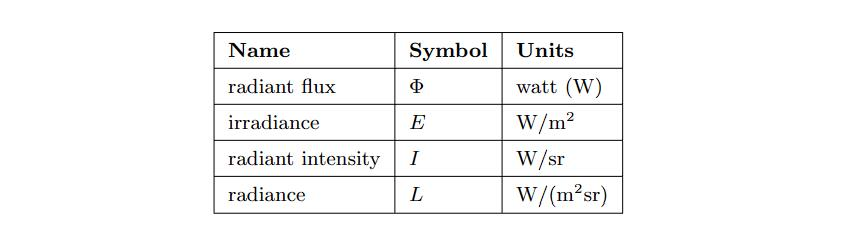 Name Symbol Units
radiant flux Φ watt (W)
irradiance E W/m²
radiant intensity I W/sr
radiance L W/(m²sr)